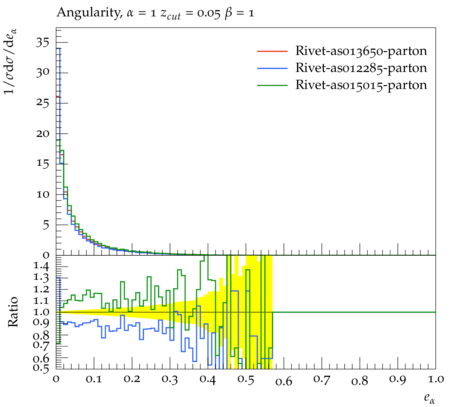 Angularity, α = 1 z_cut = 0.05 β = 1
1/σdσ/de_α
35
30
25
20
15
10
5
0
Rivet-as013650-parton
Rivet-as012285-parton
Rivet-as015015-parton
Ratio
1.4
1.3
1.2
1.1
1.0
0.9
0.8
0.7
0.6
0.5
0 0.1 0.2 0.3 0.4 0.5 0.6 0.7 0.8 0.9 1.0
e_α